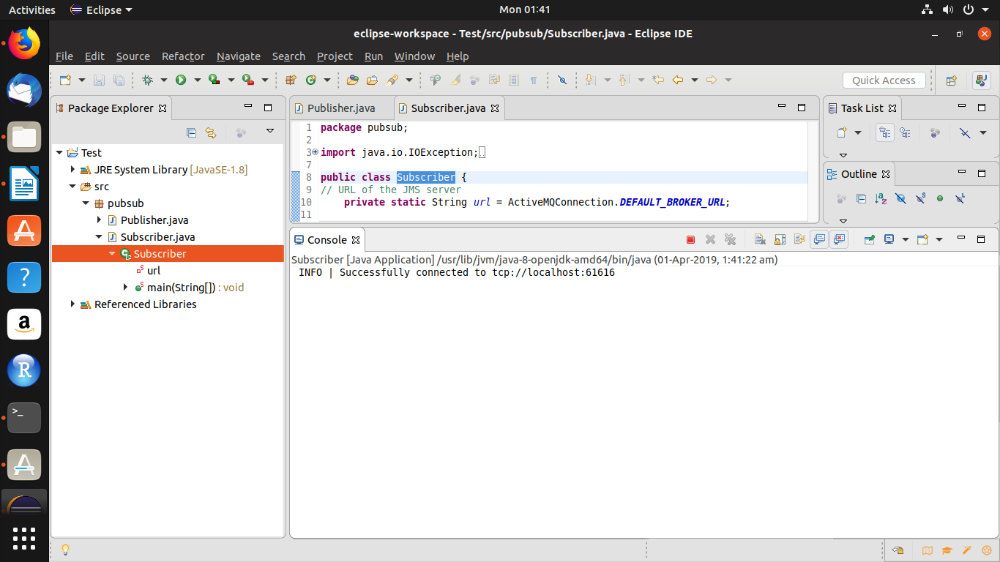 Activities Eclipse Mon 01:41
eclipse-workspace - Test/src/pubsub/Subscriber.java - Eclipse IDE
File Edit Source Refactor Navigate Search Project Run Window Help
Quick Access
Package Explorer
Test
JRE System Library [JavaSE-1.8]
src
pubsub
Publisher.java
Subscriber.java
Subscriber
url
main(String[]) : void
Referenced Libraries
Publisher.java Subscriber.java
1 package pubsub;
2
3 import java.io.IOException;
7
8 public class Subscriber {
9 // URL of the JMS server
10 private static String url = ActiveMQConnection.DEFAULT_BROKER_URL;
11
Task List
Outline
Console
Subscriber [Java Application] /usr/lib/jvm/java-8-openjdk-amd64/bin/java (01-Apr-2019, 1:41:22 am)
INFO | Successfully connected to tcp://localhost:61616